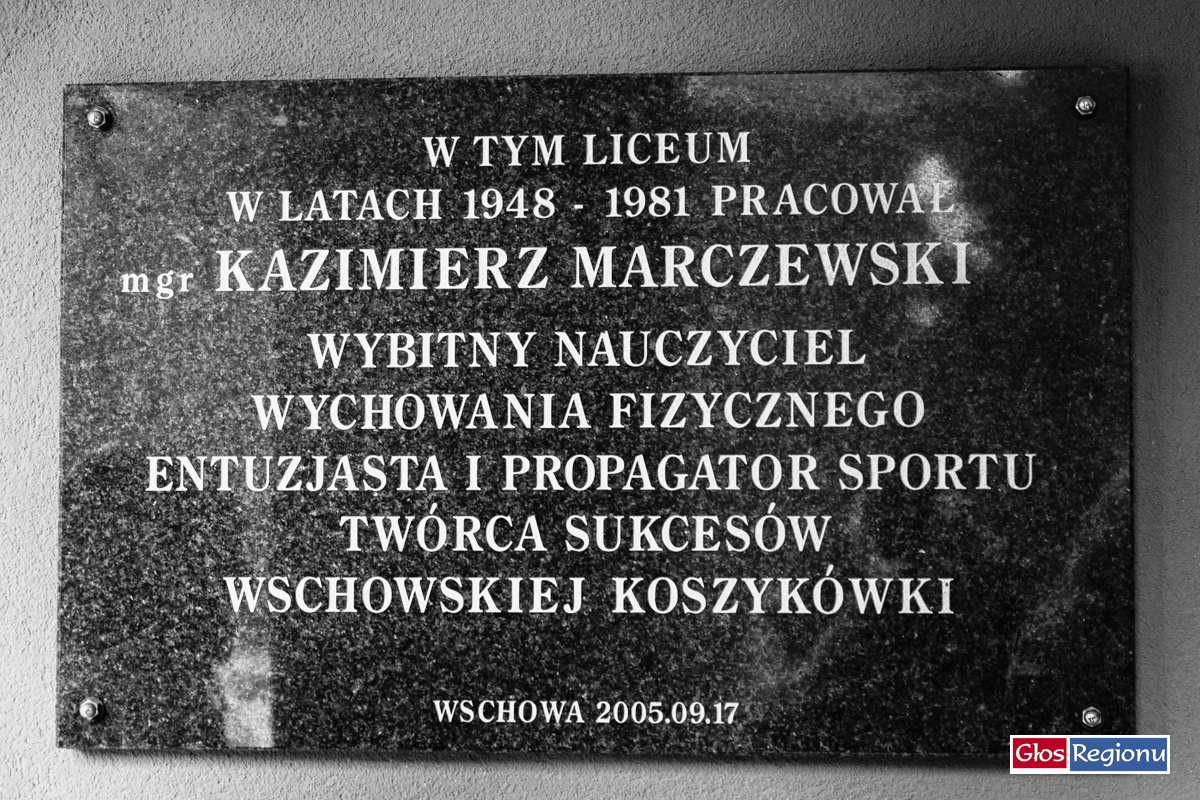 W TYM LICEUM
W LATACH 1948 - 1981 PRACOWAŁ
mgr KAZIMIERZ MARCZEWSKI
WYBITNY NAUCZYCIEL
WYCHOWANIA FIZYCZNEGO
ENTUZJASTA I PROPAGATOR SPORTU
TWÓRCA SUKCESÓW
WSCHOWSKIEJ KOSZYKÓWKI
WSCHOWA 2005.09.17
Głos Regionu